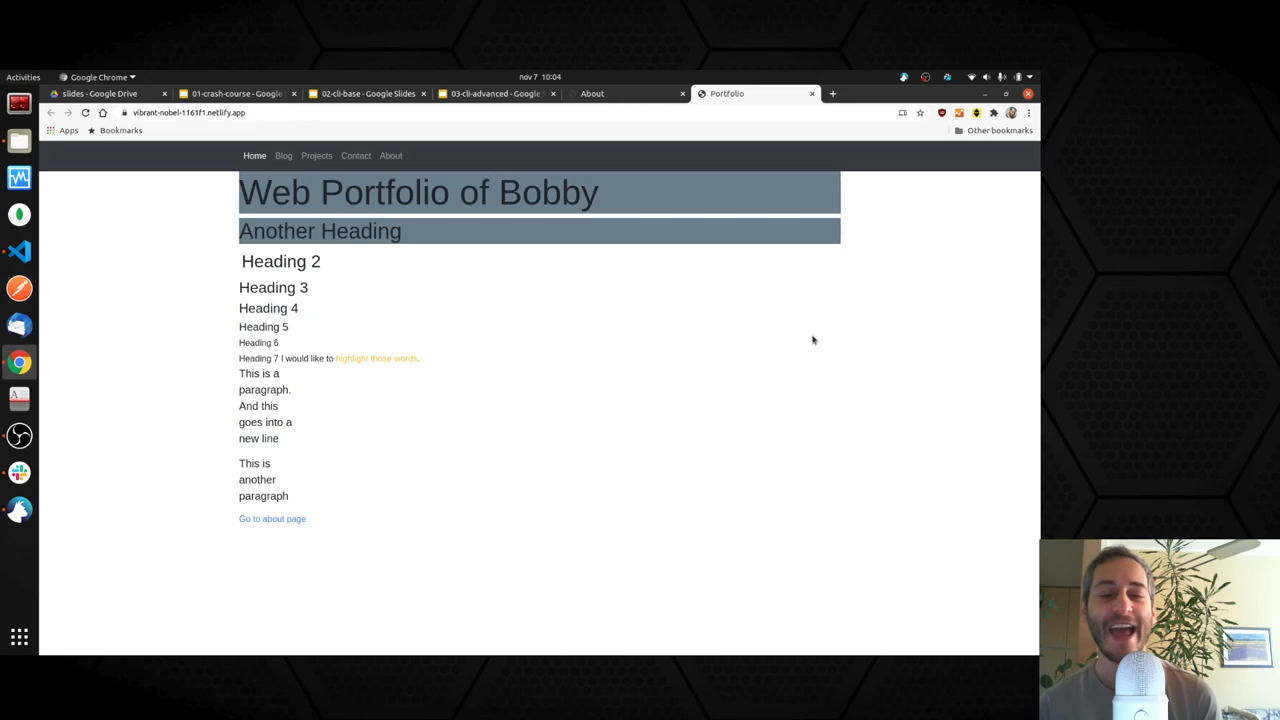 Activities
Google Chrome
nov 7 10:04
slides - Google Drive
01-crash-course - Google S
02-cli-base - Google Slides
03-cli-advanced - Google S
About
Portfolio
vibrant-nobel-1161f1.netlify.app
Apps
Bookmarks
Other bookmarks
Home
Blog
Projects
Contact
About
Web Portfolio of Bobby
Another Heading
Heading 2
Heading 3
Heading 4
Heading 5
Heading 6
Heading 7 I would like to highlight those words.
This is a
paragraph.
And this
goes into a
new line
This is
another
paragraph
Go to about page